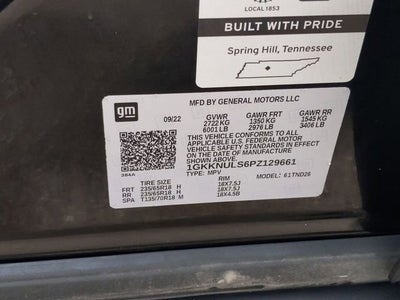 LOCAL 1853
BUILT WITH PRIDE
Spring Hill, Tennessee
gm
MFD BY GENERAL MOTORS LLC
09/22 GVWR GAWR FRT GAWR RR
2722 KG 1350 KG 1545 KG
6001 LB 2976 LB 3406 LB
THIS VEHICLE CONFORMS TO ALL
APPLICABLE U.S. FEDERAL MOTOR
VEHICLE SAFETY STANDARDS IN EFFECT
ON THE DATE OF MANUFACTURE
SHOWN ABOVE.
1GKKNULS6PZ129661
TYPE: MPV MODEL: 61TND26
384A
TIRE SIZE RIM
FRT 235/65R18 H 18X7.5J
RR 235/65R18 H 18X7.5J
SPA T135/70R18 M 18X4.5B